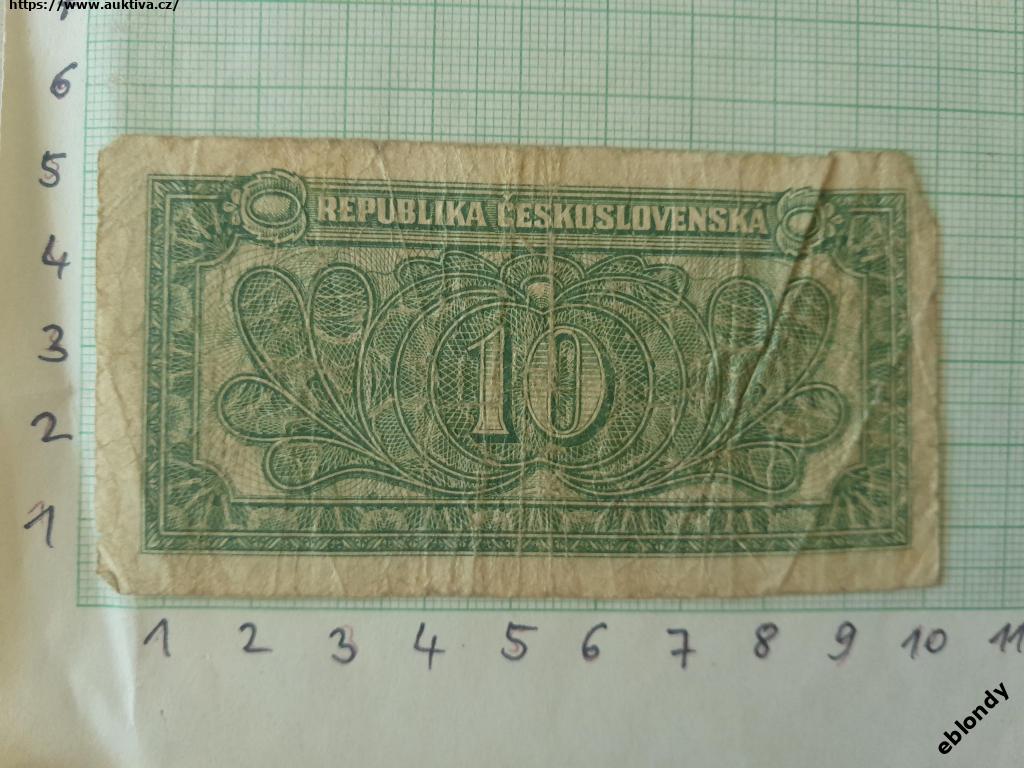 https://www.auktiva.cz/
6
5
REPUBLIKA ČESKOSLOVENSKÁ
4
3
10
2
1
1 2 3 4 5 6 7 8 9 10 11
eblondy